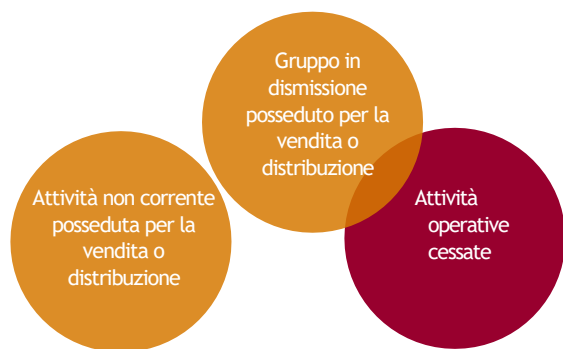 Gruppo in
dismissione
posseduto per la
vendita o
distribuzione
Attività non corrente
posseduta per la
vendita o
distribuzione
Attività
operative
cessate